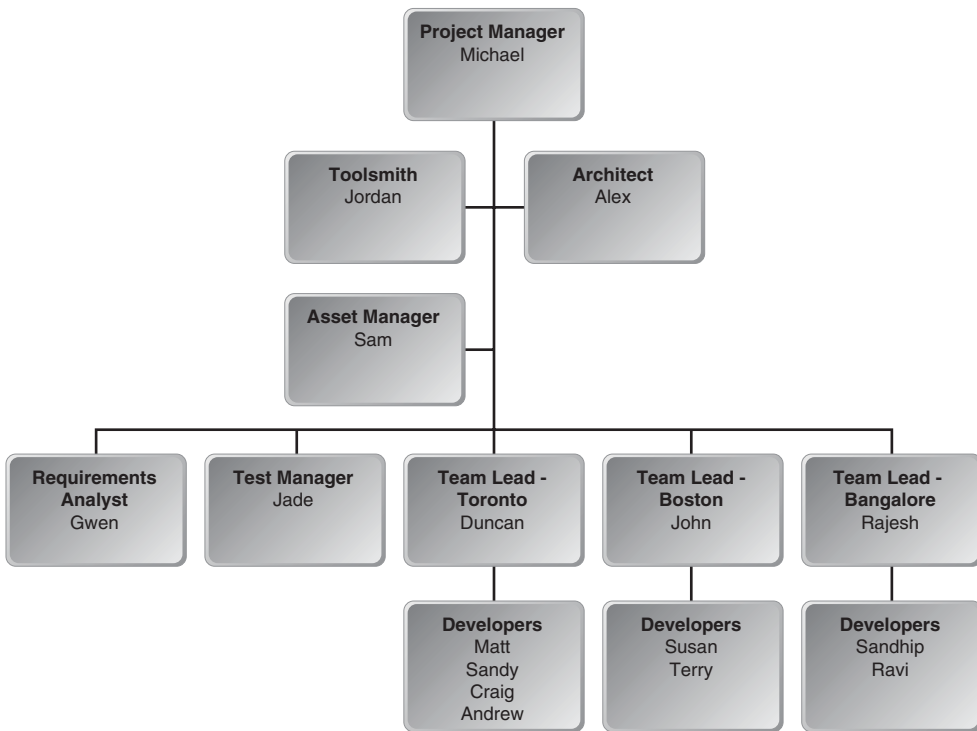 Project Manager
Michael
Toolsmith
Jordan
Architect
Alex
Asset Manager
Sam
Requirements
Analyst
Gwen
Test Manager
Jade
Team Lead -
Toronto
Duncan
Team Lead -
Boston
John
Team Lead -
Bangalore
Rajesh
Developers
Matt
Sandy
Craig
Andrew
Developers
Susan
Terry
Developers
Sandhip
Ravi